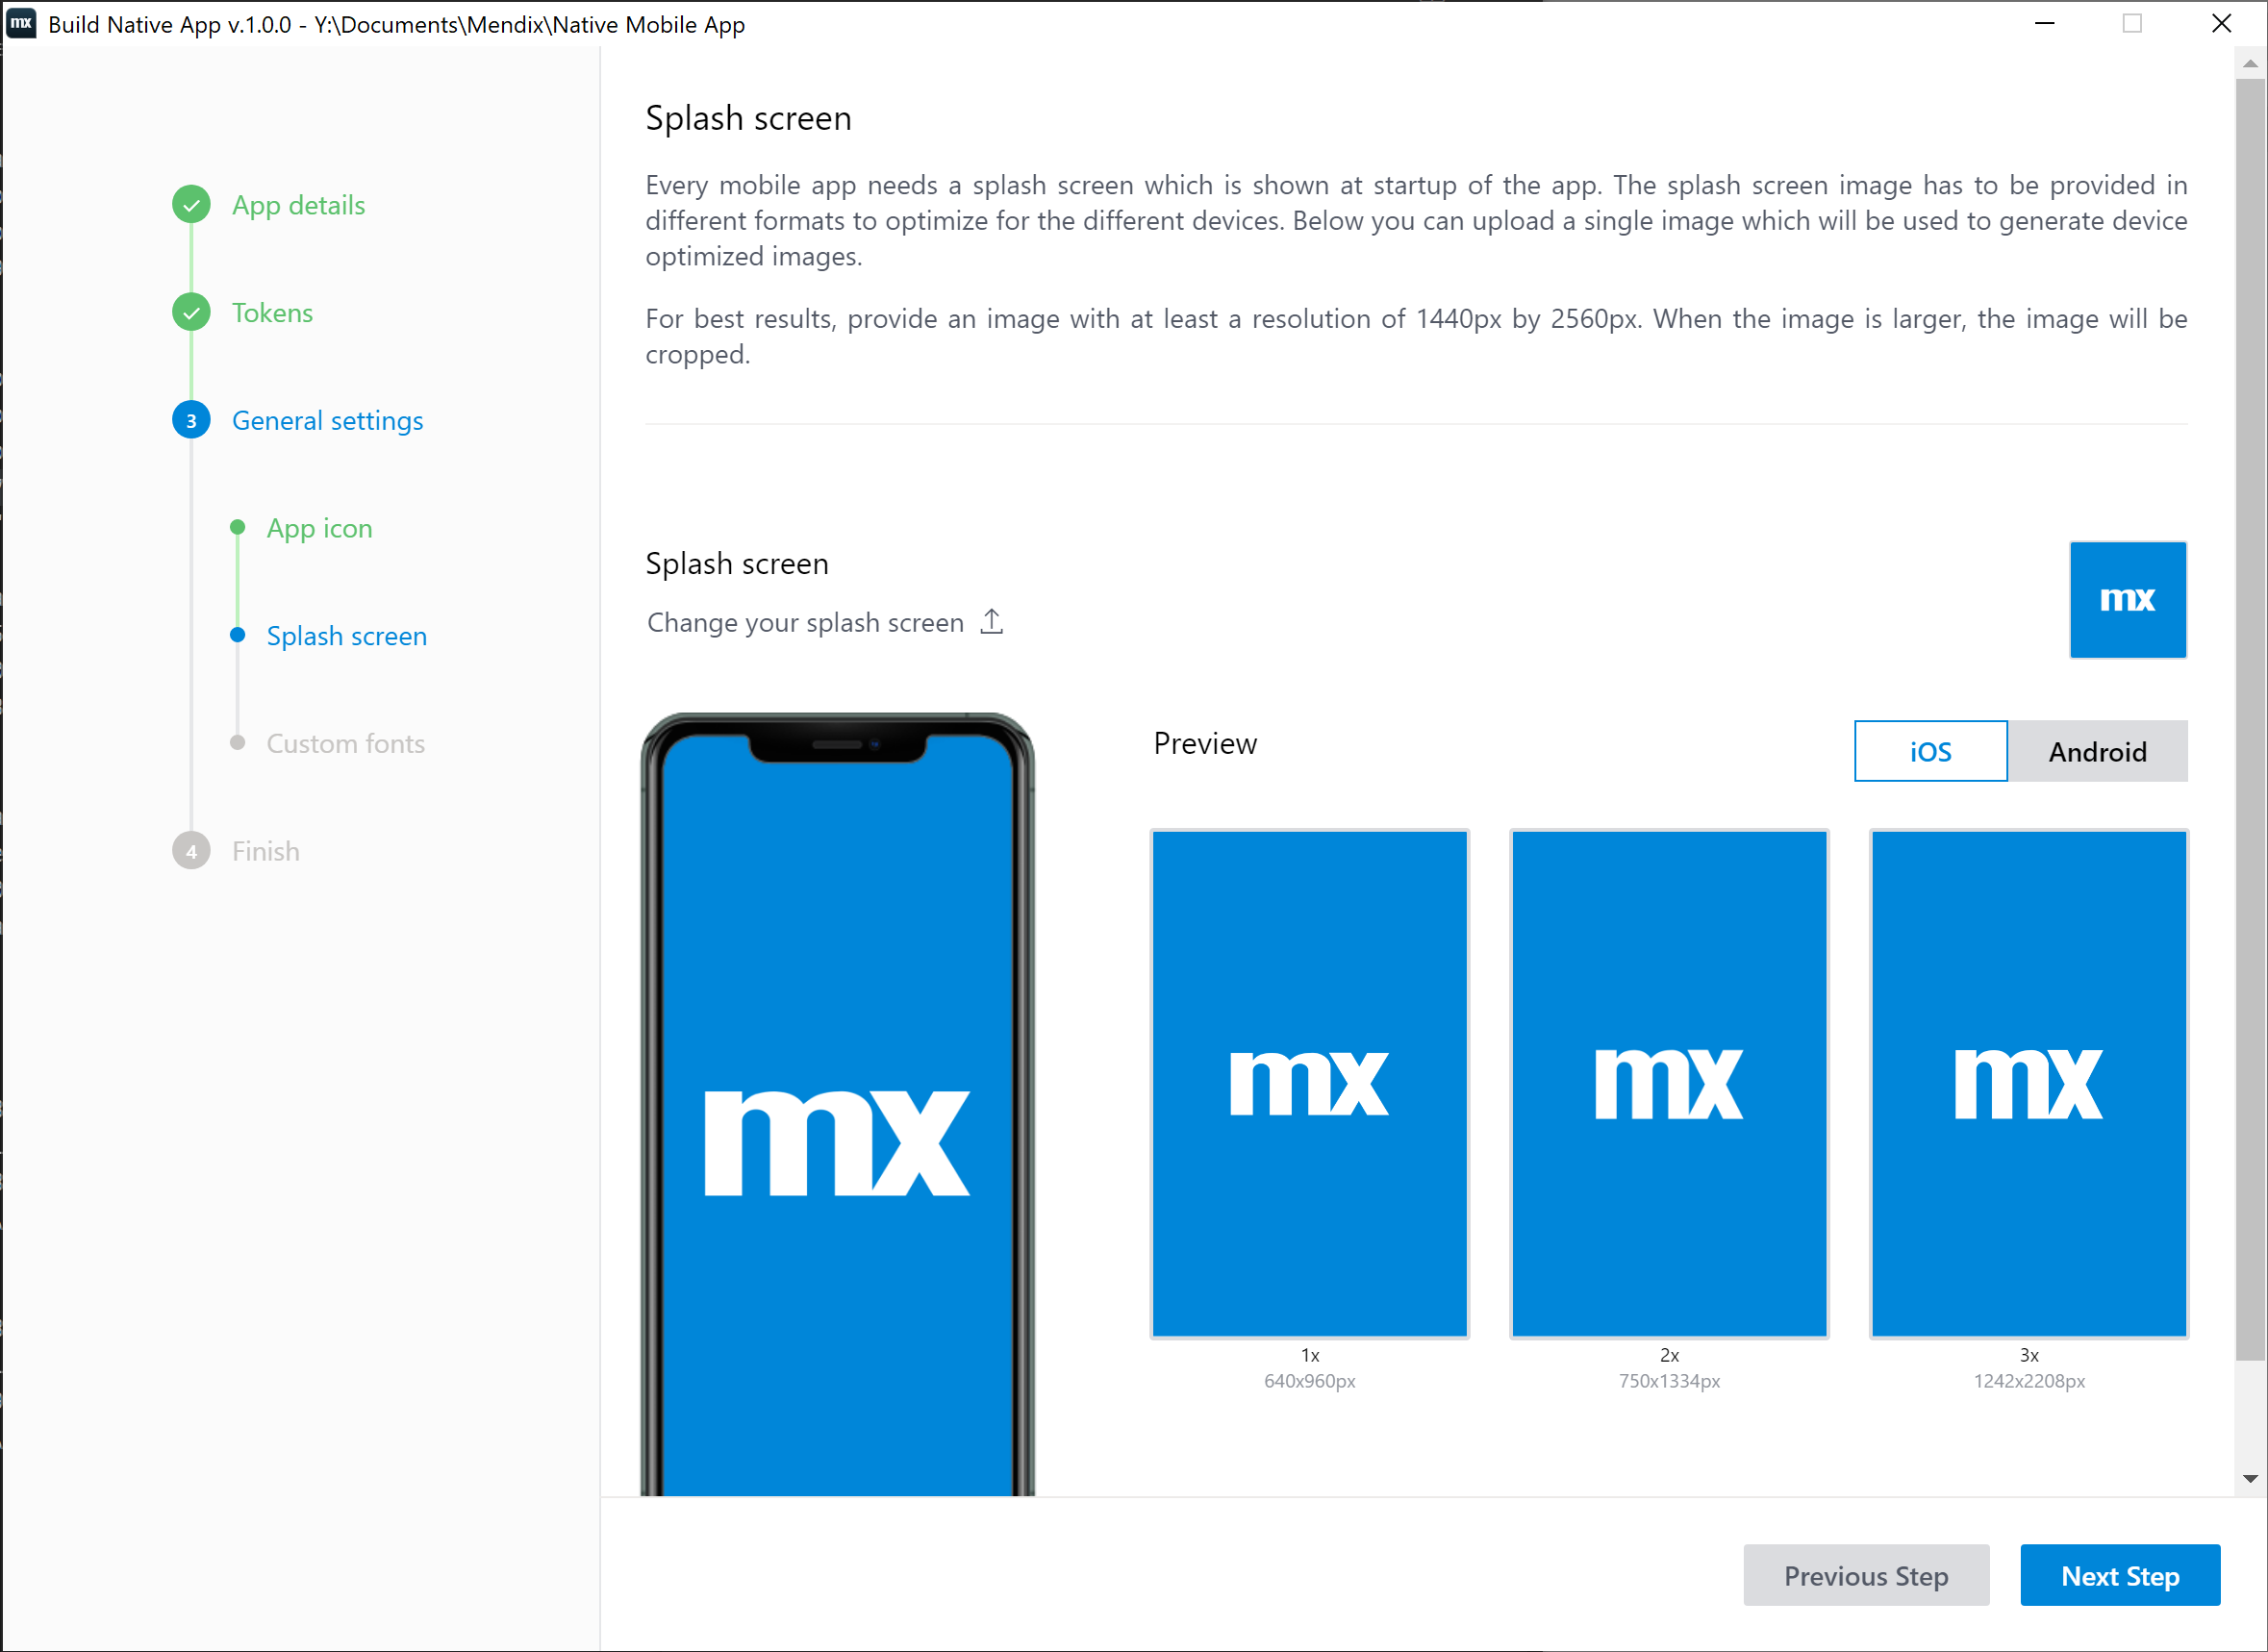 mx Build Native App v.1.0.0 - Y:\Documents\Mendix\Native Mobile App
App details
Tokens
3 General settings
App icon
Splash screen
Custom fonts
4 Finish
Splash screen
Every mobile app needs a splash screen which is shown at startup of the app. The splash screen image has to be provided in
different formats to optimize for the different devices. Below you can upload a single image which will be used to generate device
optimized images.
For best results, provide an image with at least a resolution of 1440px by 2560px. When the image is larger, the image will be
cropped.
Splash screen
Change your splash screen
mx
mx
Preview
iOS Android
mx mx mx
1x 2x 3x
640x960px 750x1334px 1242x2208px
Previous Step Next Step